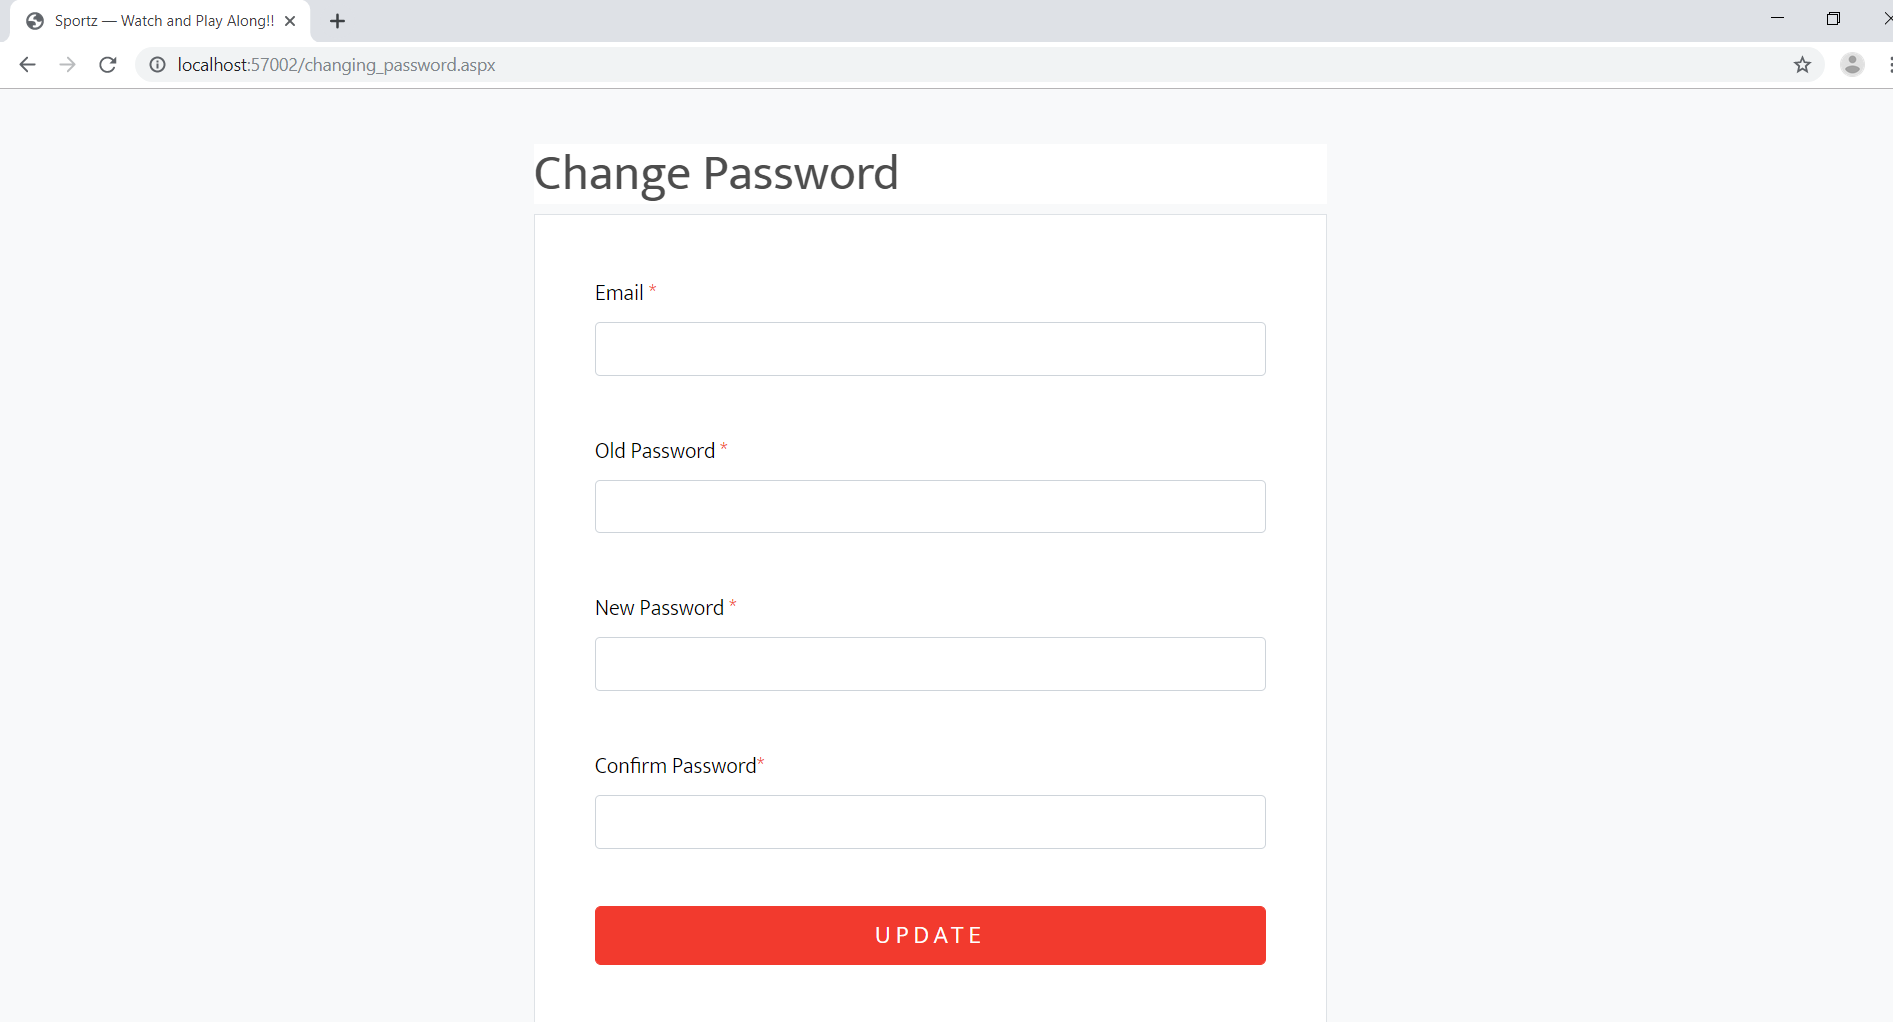 Sportz — Watch and Play Along!!
localhost:57002/changing_password.aspx
Change Password
Email *
Old Password *
New Password *
Confirm Password*
UPDATE